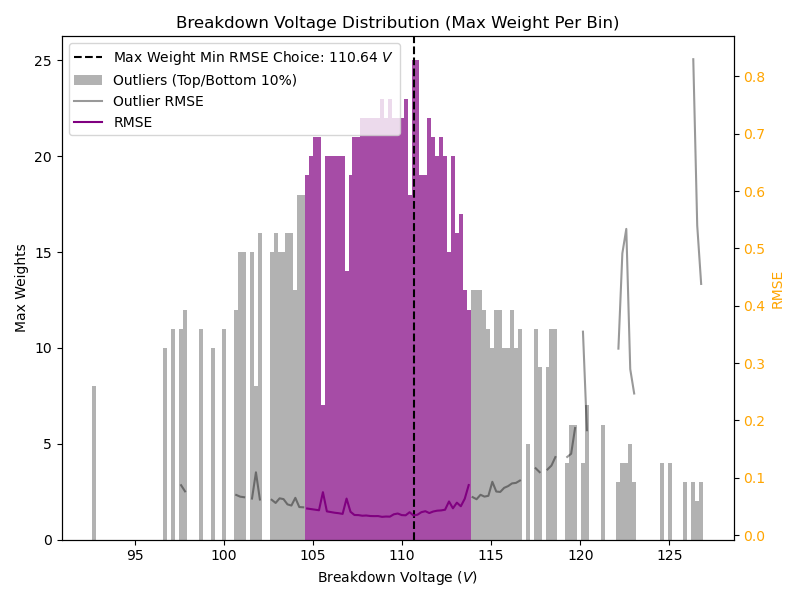 Breakdown Voltage Distribution (Max Weight Per Bin)
Max Weight Min RMSE Choice: 110.64 V
Outliers (Top/Bottom 10%)
Outlier RMSE
RMSE
25
20
15
10
5
0
Max Weights
0.8
0.7
0.6
0.5
0.4
0.3
0.2
0.1
0.0
RMSE
95 100 105 110 115 120 125
Breakdown Voltage (V)